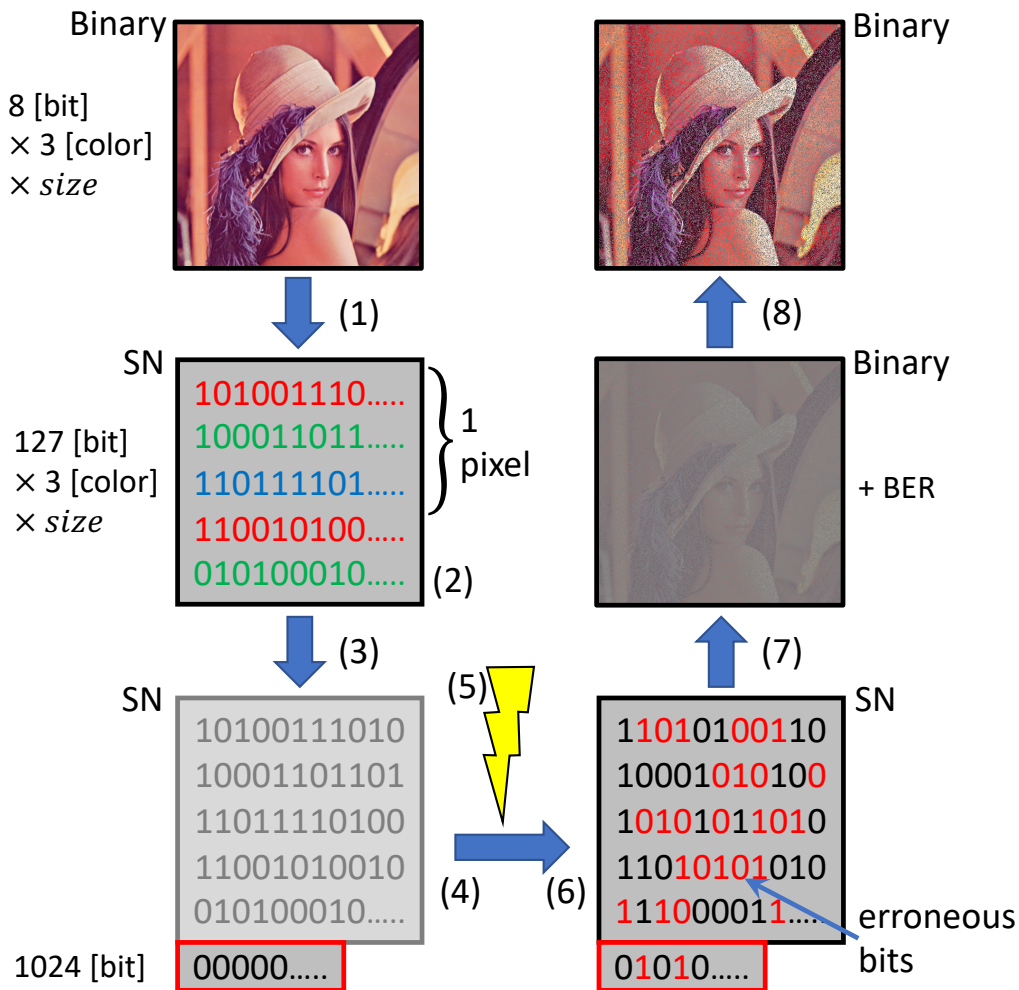 Binary
8 [bit]
× 3 [color]
× size
(1)
SN
101001110.....
100011011.....
110111101.....
110010100.....
010100010.....
1
pixel
127 [bit]
× 3 [color]
× size
(2)
(3)
SN
10100111010
10001101101
11011110100
11001010010
010100010.....
1024 [bit]
00000.....
(4)
(5)
(6)
SN
11010100110
10001010100
10101011010
11010101010
111000011.....
erroneous
bits
01010.....
(7)
Binary
+ BER
(8)
Binary